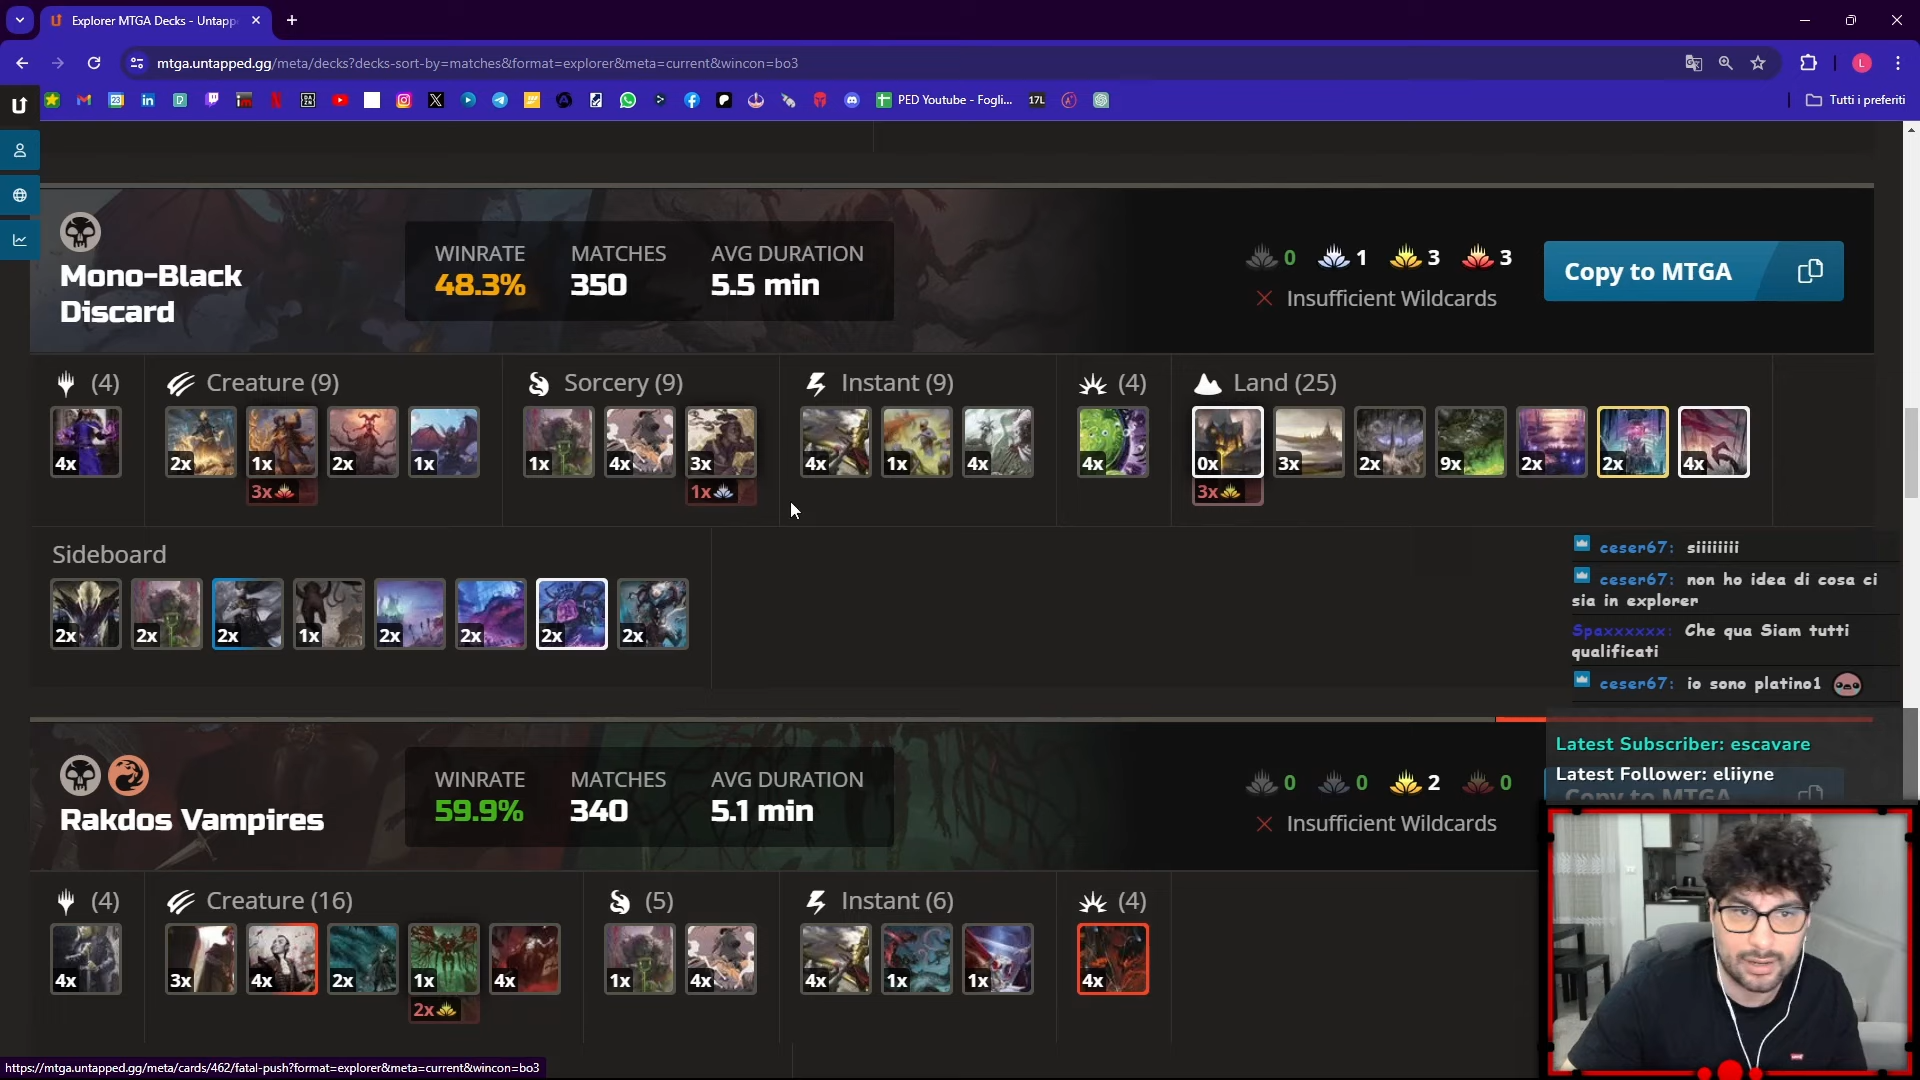 Explorer MTGA Decks - Untapp
mtga.untapped.gg/meta/decks?decks-sort-by=matches&format=explorer&meta=current&wincon=bo3
PED Youtube - Fogli...
17L
Tutti i preferiti
Mono-Black
Discard
WINRATE MATCHES AVG DURATION
48.3% 350 5.5 min
0 1 3 3
Insufficient Wildcards
Copy to MTGA
(4) Creature (9) Sorcery (9) Instant (9) (4) Land (25)
4x 2x 1x 2x 1x 1x 4x 3x 4x 1x 4x 4x 0x 3x 2x 9x 2x 2x 4x
3x 1x 3x
Sideboard
2x 2x 2x 1x 2x 2x 2x 2x
ceser67: siiiiiiii
ceser67: non ho idea di cosa ci
sia in explorer
Spaxxxxxx: Che qua Siam tutti
qualificati
ceser67: io sono platino1
Latest Subscriber: escavare
Latest Follower: eliiyne
Copy to MTGA
Rakdos Vampires
WINRATE MATCHES AVG DURATION
59.9% 340 5.1 min
0 0 2 0
Insufficient Wildcards
(4) Creature (16) (5) Instant (6) (4)
4x 3x 4x 2x 1x 4x 1x 4x 4x 1x 1x 4x
2x
https://mtga.untapped.gg/meta/cards/462/fatal-push?format=explorer&meta=current&wincon=bo3